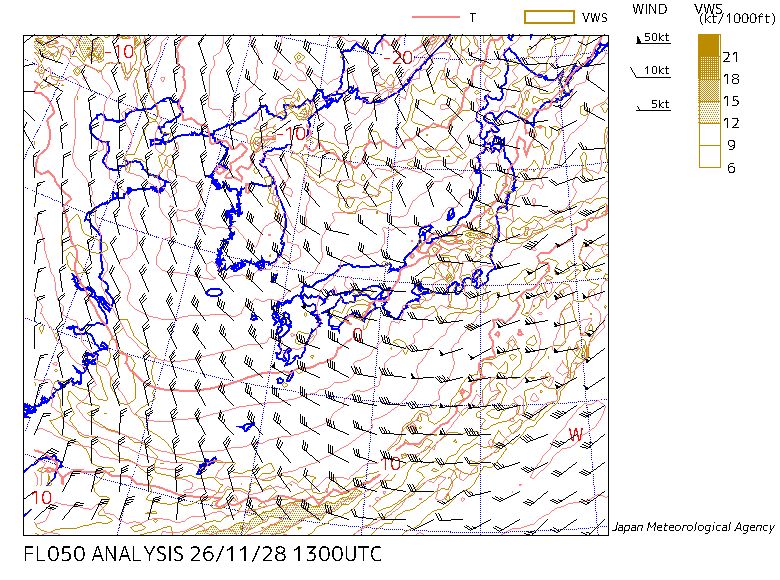 T VWS WIND VWS
(kt/1000ft)
50kt
10kt
5kt
21
18
15
12
9
6
-10
-20
-10
0
W
10
10
Japan Meteorological Agency
FL050 ANALYSIS 26/11/28 1300UTC